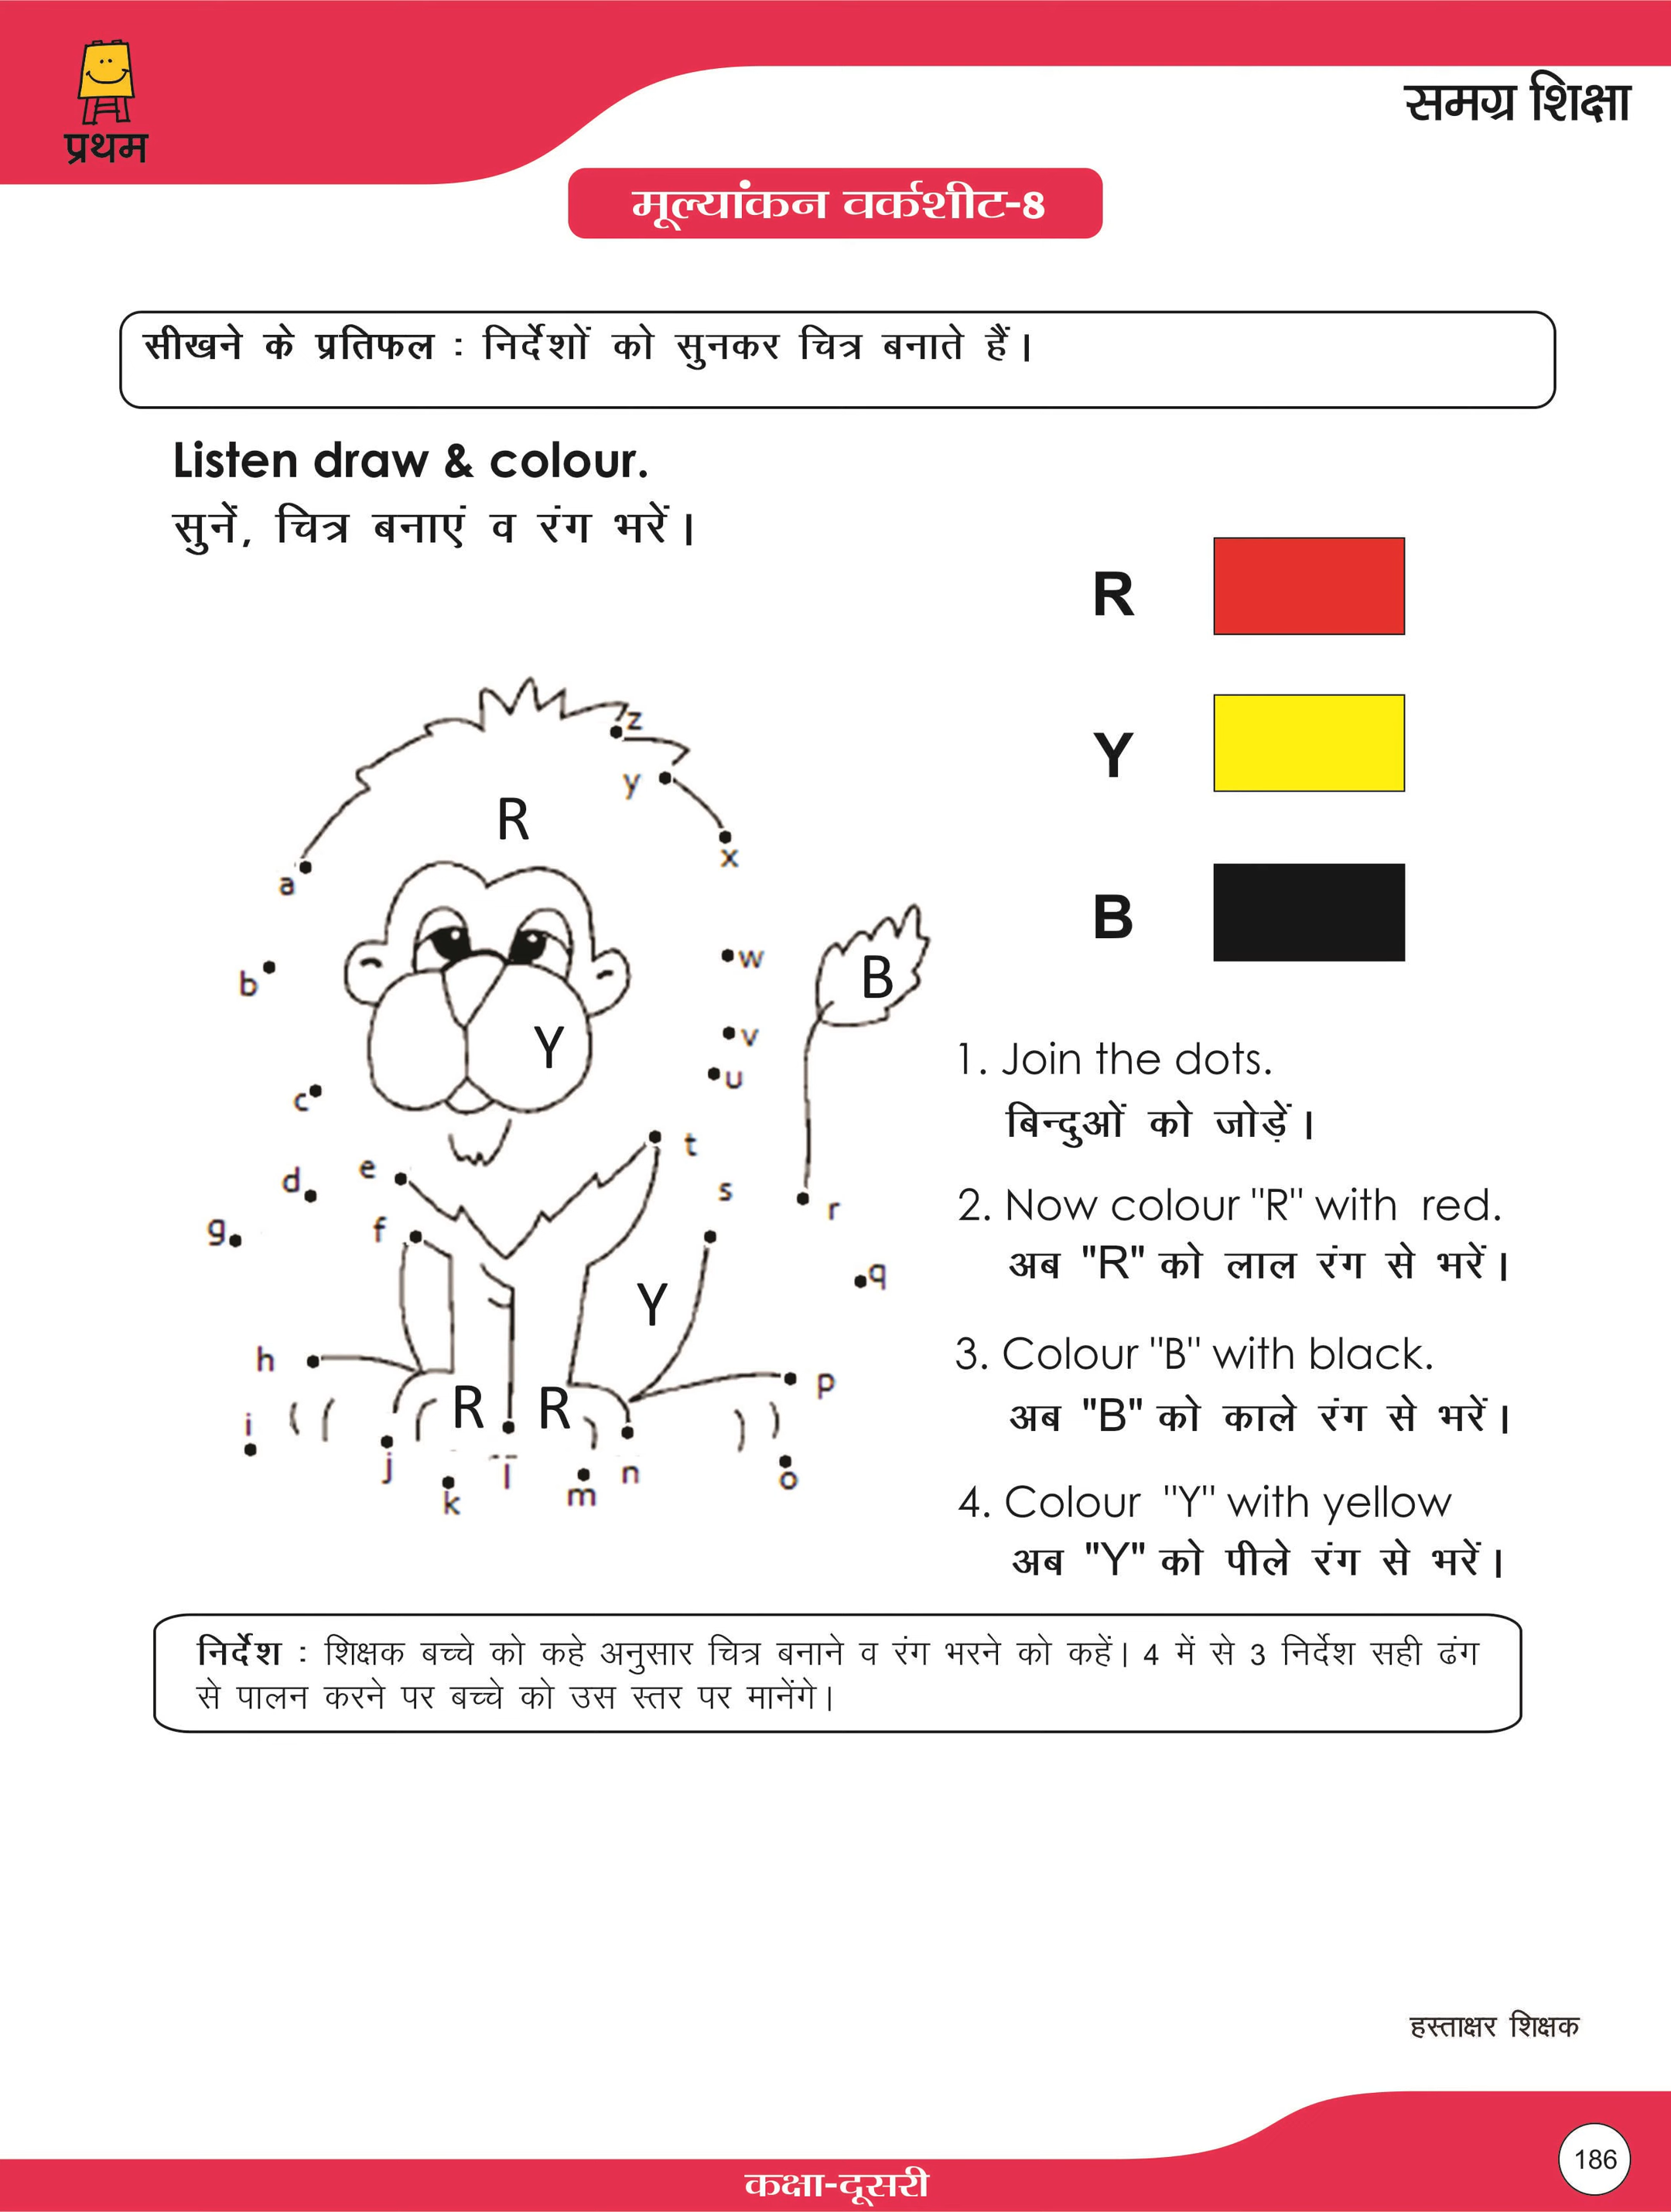 प्रथम
समग्र शिक्षा
मूल्यांकन वर्कशीट-8
सीखने के प्रतिफल : निर्देशों को सुनकर चित्र बनाते हैं।
Listen draw & colour.
सुनें, चित्र बनाएं व रंग भरें।
R
Y
B
z
y
x
R
a
b
w
v
u
B
Y
c
d
e
t
s
r
g
f
q
Y
h
p
i
R
R
j
k
l
m
n
o
1. Join the dots.
बिन्दुओं को जोड़ें।
2. Now colour "R" with red.
अब "R" को लाल रंग से भरें।
3. Colour "B" with black.
अब "B" को काले रंग से भरें।
4. Colour "Y" with yellow
अब "Y" को पीले रंग से भरें।
निर्देश : शिक्षक बच्चे को कहे अनुसार चित्र बनाने व रंग भरने को कहें। 4 में से 3 निर्देश सही ढंग
से पालन करने पर बच्चे को उस स्तर पर मानेंगे।
हस्ताक्षर शिक्षक
186
कक्षा-दूसरी